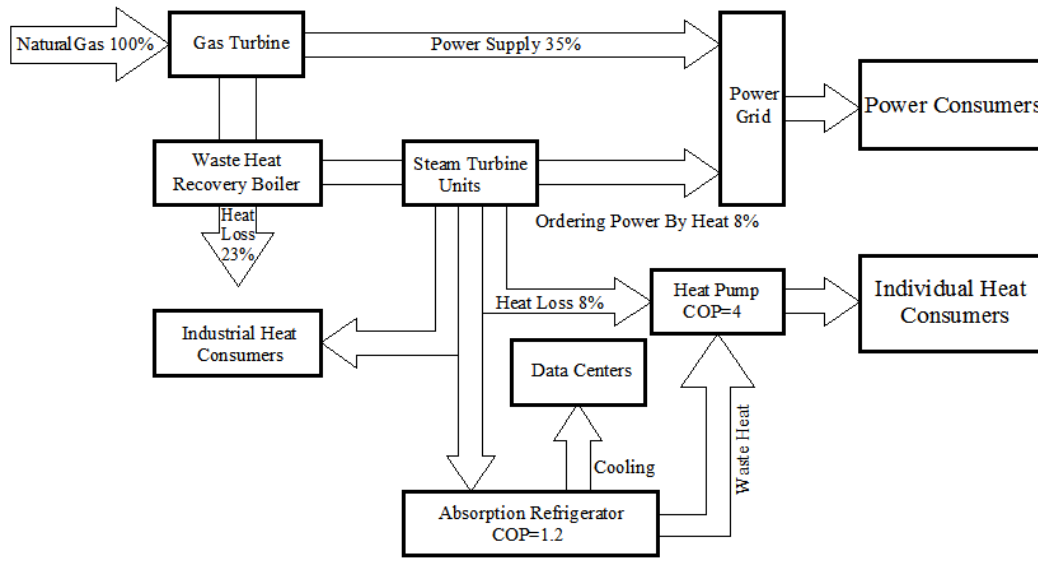 Natural Gas 100%
Gas Turbine
Power Supply 35%
Power
Grid
Power Consumers
Waste Heat
Recovery Boiler
Steam Turbine
Units
Ordering Power By Heat 8%
Heat
Loss
23%
Heat Loss 8%
Heat Pump
COP=4
Individual Heat
Consumers
Industrial Heat
Consumers
Data Centers
Cooling
Waste Heat
Absorption Refrigerator
COP=1.2